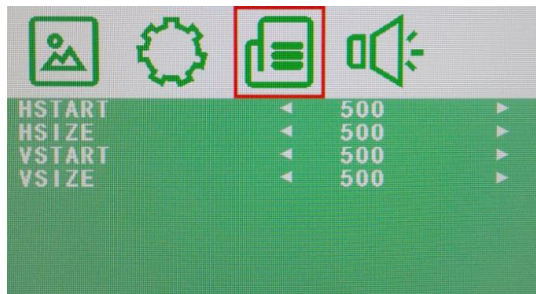 HSTART ◄ 500 ►
HSIZE ◄ 500 ►
VSTART ◄ 500 ►
VSIZE ◄ 500 ►